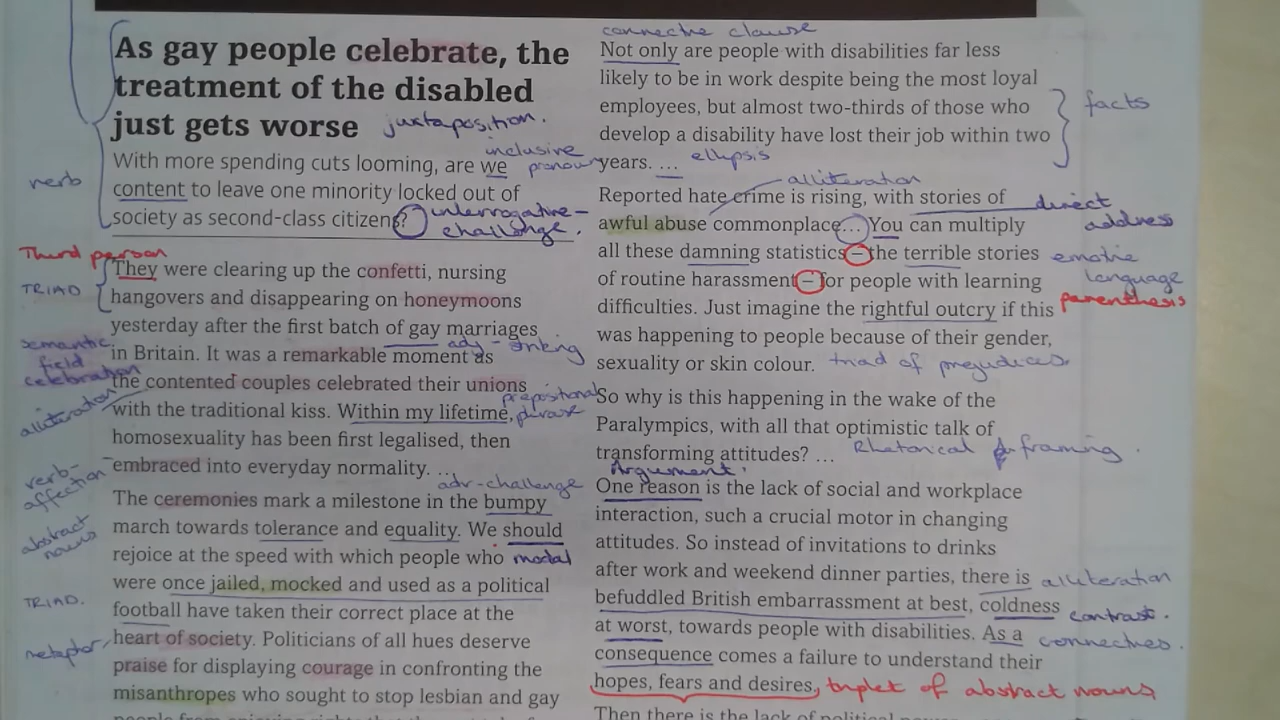 As gay people celebrate, the
treatment of the disabled
just gets worse juxtaposition.
inclusive
pronoun
With more spending cuts looming, are we
verb
content to leave one minority locked out of
society as second-class citizens? interrogative -
challenge.
Third person
They were clearing up the confetti, nursing
TRIAD
hangovers and disappearing on honeymoons
yesterday after the first batch of gay marriages
adj - striking
semantic
field
celebration
in Britain. It was a remarkable moment as
the contented couples celebrated their unions
alliteration
prepositional
phrase
with the traditional kiss. Within my lifetime,
homosexuality has been first legalised, then
verb -
affection
embraced into everyday normality. ...
adv - challenge
The ceremonies mark a milestone in the bumpy
abstract
nouns
march towards tolerance and equality. We should
rejoice at the speed with which people who modal
were once jailed, mocked and used as a political
TRIAD.
football have taken their correct place at the
metaphor
heart of society. Politicians of all hues deserve
praise for displaying courage in confronting the
misanthropes who sought to stop lesbian and gay
connective clause
Not only are people with disabilities far less
likely to be in work despite being the most loyal
employees, but almost two-thirds of those who
facts
develop a disability have lost their job within two
years. ... ellipsis
alliteration
Reported hate crime is rising, with stories of
direct
address
awful abuse commonplace... You can multiply
all these damning statistics – the terrible stories
emotive
language
of routine harassment – for people with learning
parenthesis
difficulties. Just imagine the rightful outcry if this
was happening to people because of their gender,
sexuality or skin colour. triad of prejudices.
So why is this happening in the wake of the
Paralympics, with all that optimistic talk of
transforming attitudes? ... Rhetorical framing.
Argument.
One reason is the lack of social and workplace
interaction, such a crucial motor in changing
attitudes. So instead of invitations to drinks
after work and weekend dinner parties, there is
alliteration
befuddled British embarrassment at best, coldness
contrast.
at worst, towards people with disabilities. As a
connectives.
consequence comes a failure to understand their
hopes, fears and desires, triplet of abstract nouns
Then there is the lack of political